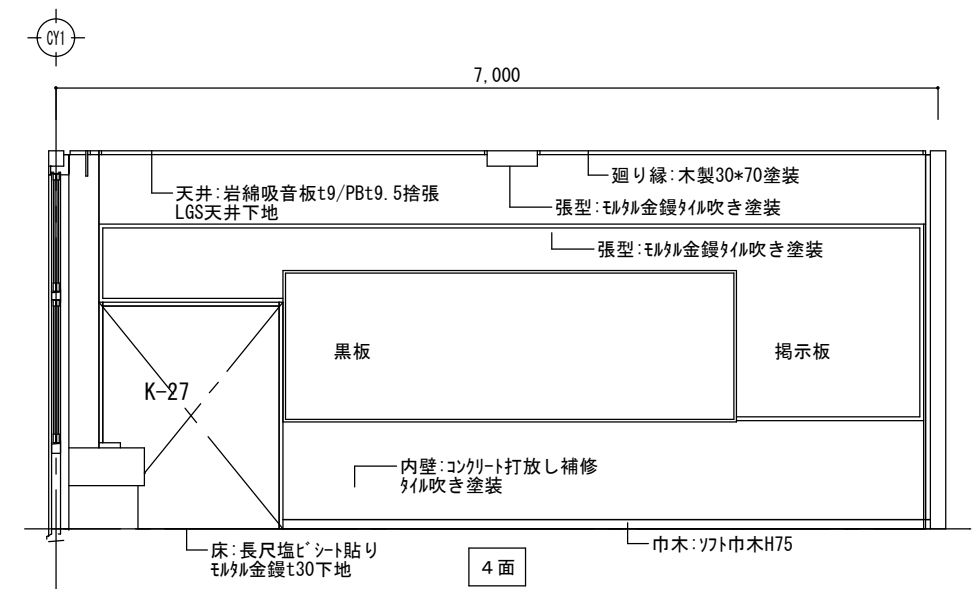 CY1
7,000
廻り縁:木製30*70塗装
天井:岩綿吸音板t9/PBt9.5捨張
LGS天井下地
張型:ﾓﾙﾀﾙ金鏝ﾀｲﾙ吹き塗装
張型:ﾓﾙﾀﾙ金鏝ﾀｲﾙ吹き塗装
黒板
掲示板
K-27
内壁:ｺﾝｸﾘｰﾄ打放し補修
ﾀｲﾙ吹き塗装
床:長尺塩ﾋﾞｼｰﾄ貼り
ﾓﾙﾀﾙ金鏝t30下地
巾木:ｿﾌﾄ巾木H75
4面